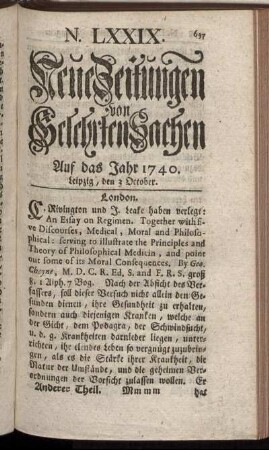 N. LXXIX. 697
Neue Zeitungen
von
Gelehrten Sachen
Auf das Jahr 1740.
Leipzig, den 3 October.
London.
C. Rivington und J. Leake haben verlegt:
An Essay on Regimen. Together with five
Discourses, Medical, Moral and Philoso-
phical: serving to illustrate the Principles and
Theory of Philosophical Medicin, and point
out some of its Moral Consequences, By Geo.
Cheyne, M. D. C. R. Ed. S. and F. R. S. groß
8. 1 Alph. 7 Bog. Nach der Absicht des Ver-
fassers, soll dieser Versuch nicht allein den Ge-
sunden dienen, ihre Gesundheit zu erhalten,
sondern auch diejenigen Kranken, welche an
der Gicht, dem Podagra, der Schwindsucht,
u. d. g. Krankheiten darnieder liegen, unter-
richten, ihr elendes Leben so vergnügt zuzubrin-
gen, als es die Stärke ihrer Krankheit, die
Natur der Umstände, und die geheimen Ver-
ordnungen der Vorsicht zulassen wollen. Er
Anderer Theil. M m m m hat